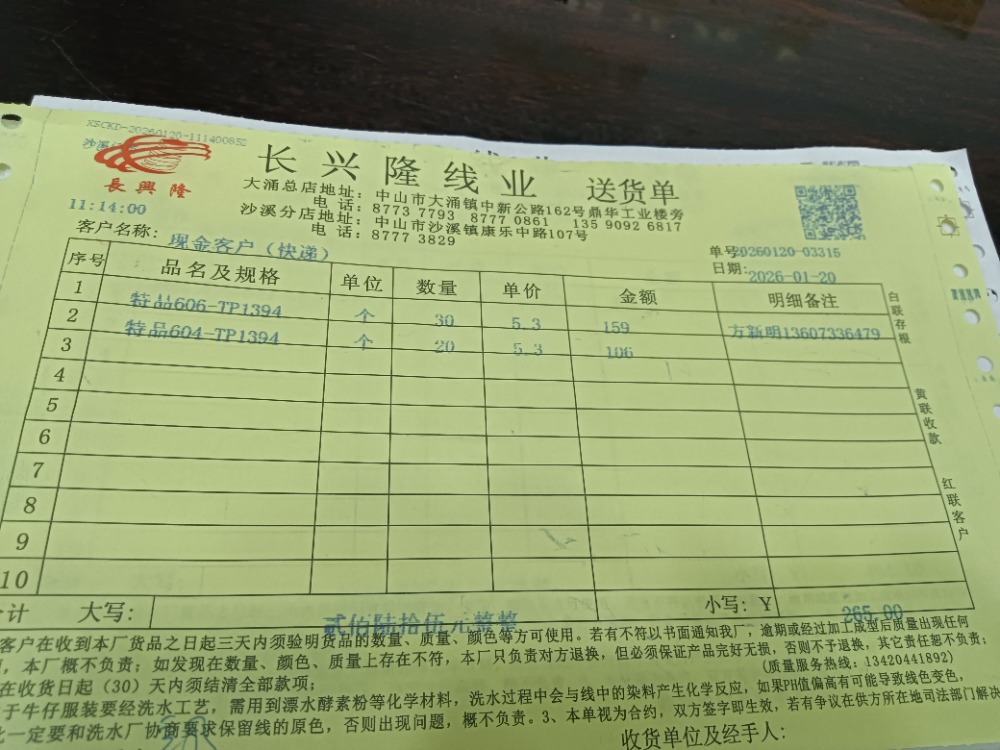 XSCKD-20260120-11140085Z
沙溪
長興隆
长兴隆线业 送货单
大涌总店地址：中山市大涌镇中新公路162号鼎华工业楼旁
电话：8773 7793 8777 0861 135 9092 6817
沙溪分店地址：中山市沙溪镇康乐中路107号
电话：8777 3829
11:14:00
客户名称：现金客户（快递）
单号20260120-03315
日期：2026-01-20
序号 品名及规格 单位 数量 单价 金额 明细备注
1 特品606-TP1394 个 30 5.3 159 方新明13607336479
2 特品604-TP1394 个 20 5.3 106
3
4
5
6
7
8
9
10
计 大写：贰佰陆拾伍元整整 小写：Y 265.00
白联存根
黄联收款
红联客户
客户在收到本厂货品之日起三天内须验明货品的数量、质量、颜色等方可使用。若有不符以书面通知我厂，逾期或经过加工成型后质量出现任何
，本厂概不负责；如发现在数量、颜色、质量上存在不符，本厂只负责对方退换，但必须保证产品完好无损，否则不予退换，其它责任恕不负责；
（质量服务热线：13420441892）
在收货日起（30）天内须结清全部款项；
于牛仔服装要经洗水工艺，需用到漂水酵素粉等化学材料，洗水过程中会与线中的染料产生化学反应，如果PH值偏高有可能导致线色变色，
一定要和洗水厂协商要求保留线的原色，否则出现问题，概不负责。3、本单视为合约，双方签字即生效，若有争议在供方所在地司法部门解决
收货单位及经手人：